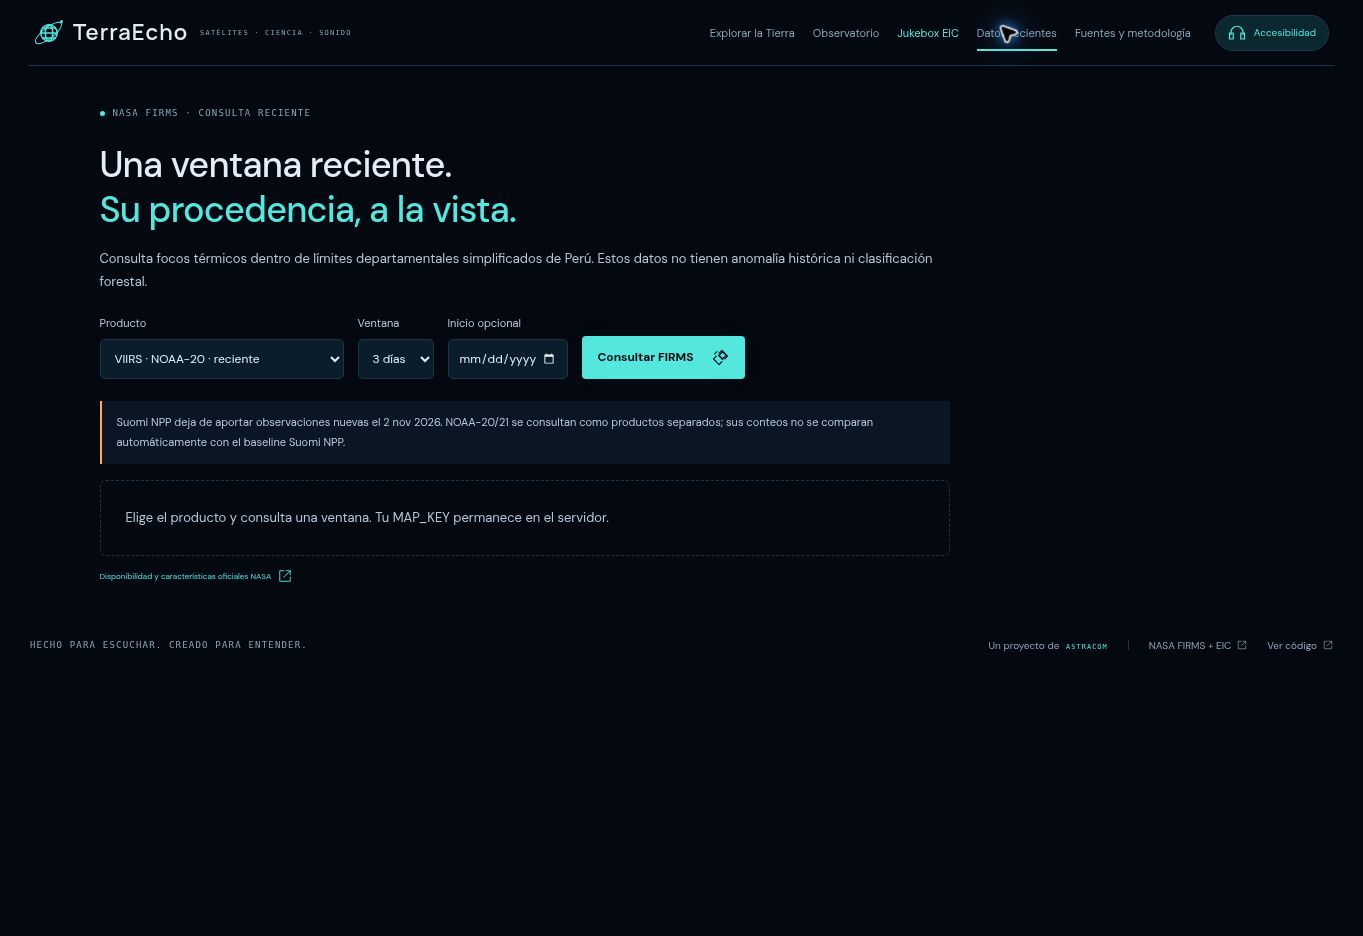 TerraEcho
SATÉLITES · CIENCIA · SONIDO
Explorar la Tierra
Observatorio
Jukebox EIC
Fuentes y metodología
Accesibilidad
NASA FIRMS · CONSULTA RECIENTE
Una ventana reciente.
Su procedencia, a la vista.
Consulta focos térmicos dentro de límites departamentales simplificados de Perú. Estos datos no tienen anomalía histórica ni clasificación
forestal.
Producto
Ventana
Inicio opcional
VIIRS · NOAA-20 · reciente
3 días
mm/dd/yyyy
Consultar FIRMS
Suomi NPP deja de aportar observaciones nuevas el 2 nov 2026. NOAA-20/21 se consultan como productos separados; sus conteos no se comparan
automáticamente con el baseline Suomi NPP.
Elige el producto y consulta una ventana. Tu MAP_KEY permanece en el servidor.
Disponibilidad y características oficiales NASA
HECHO PARA ESCUCHAR. CREADO PARA ENTENDER.
Un proyecto de ASTRACOM
NASA FIRMS + EIC
Ver código